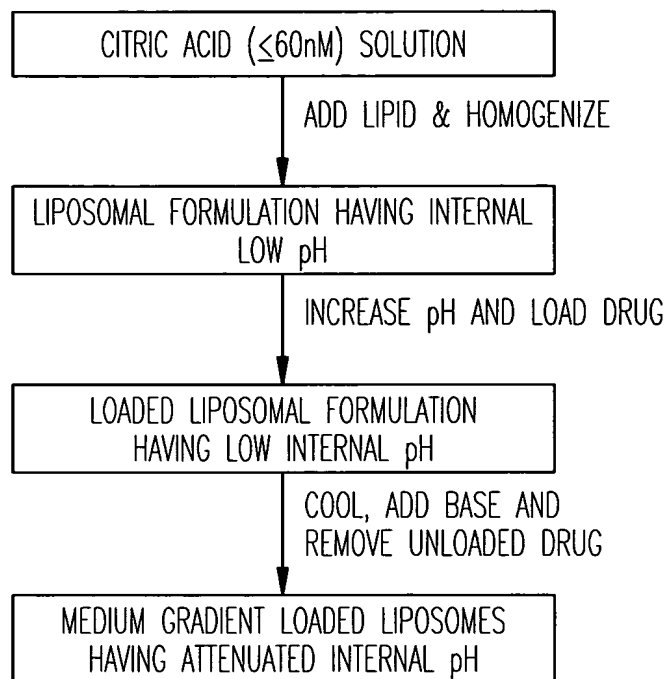 CITRIC ACID (≤60nM) SOLUTION
ADD LIPID & HOMOGENIZE
LIPOSOMAL FORMULATION HAVING INTERNAL
LOW pH
INCREASE pH AND LOAD DRUG
LOADED LIPOSOMAL FORMULATION
HAVING LOW INTERNAL pH
COOL, ADD BASE AND
REMOVE UNLOADED DRUG
MEDIUM GRADIENT LOADED LIPOSOMES
HAVING ATTENUATED INTERNAL pH